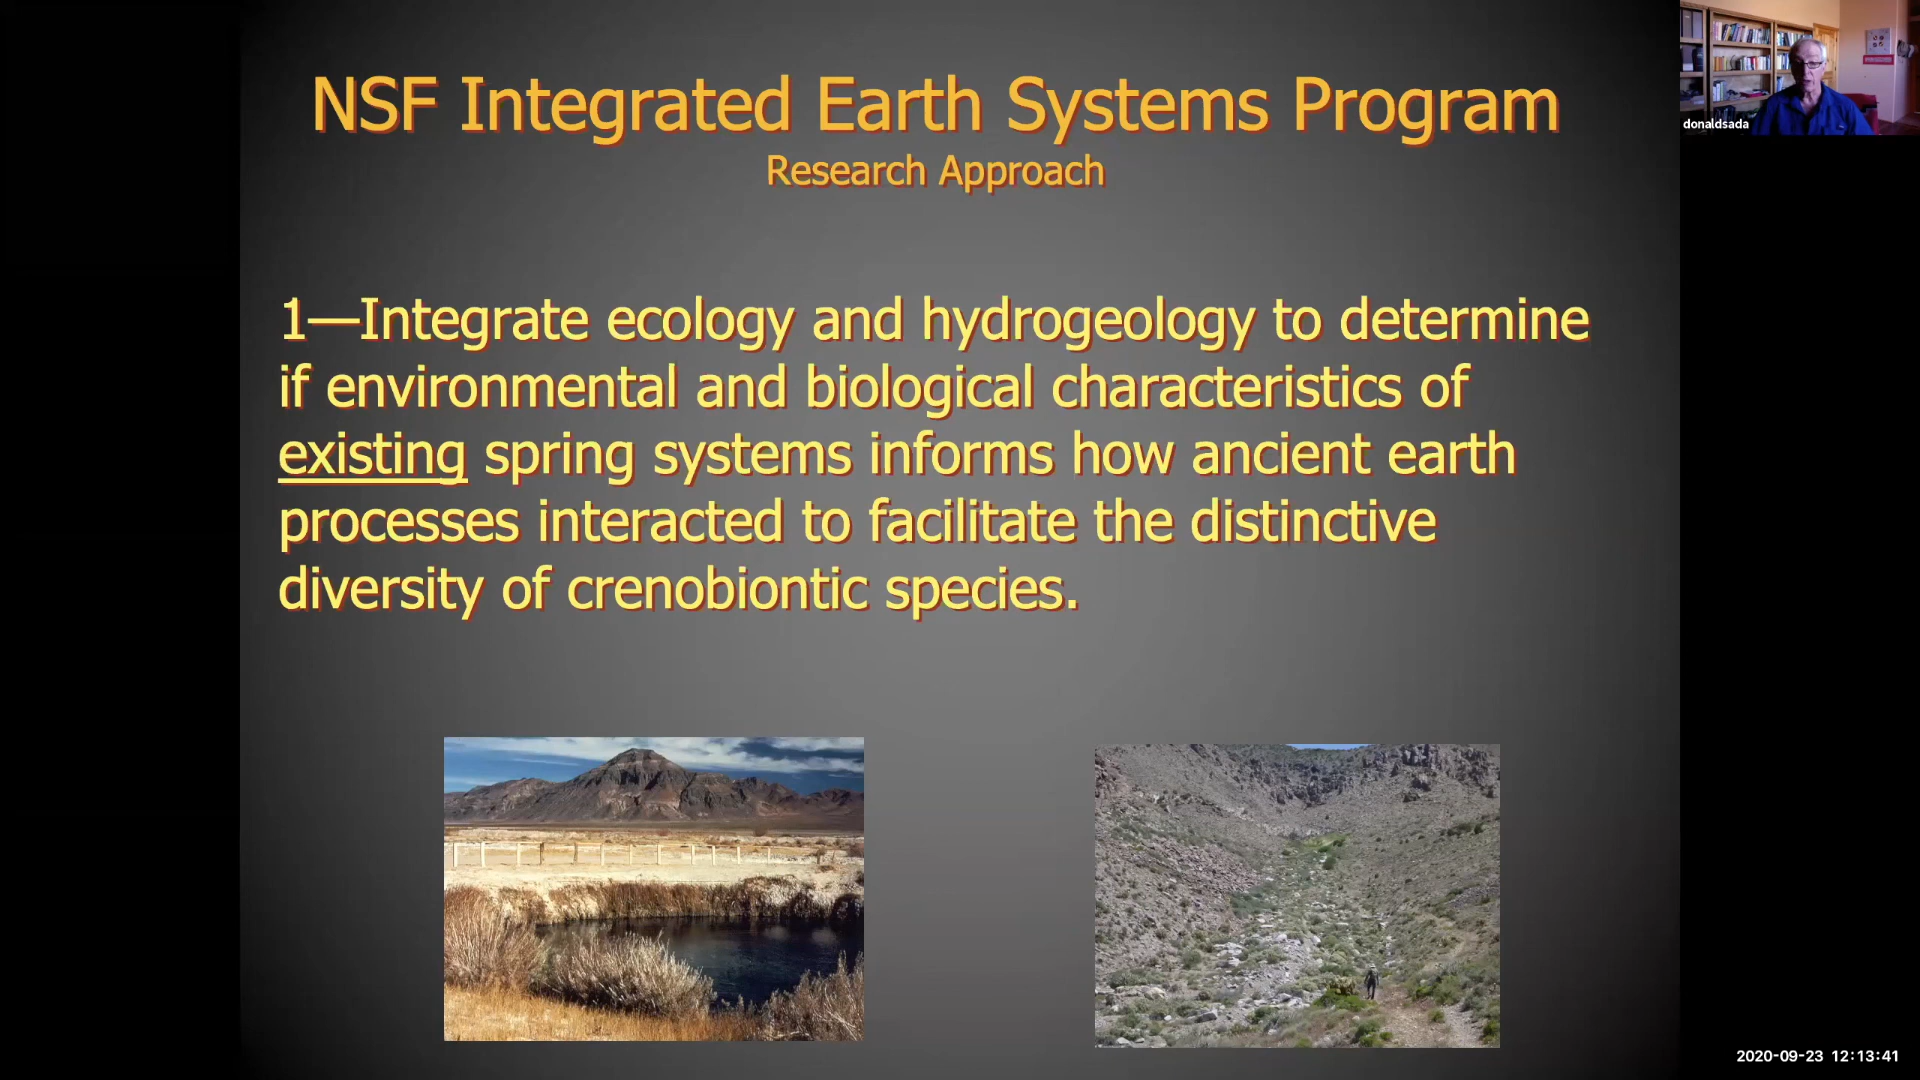 NSF Integrated Earth Systems Program
Research Approach
1—Integrate ecology and hydrogeology to determine
if environmental and biological characteristics of
existing spring systems informs how ancient earth
processes interacted to facilitate the distinctive
diversity of crenobiontic species.
donaldsada
2020-09-23 12:13:41